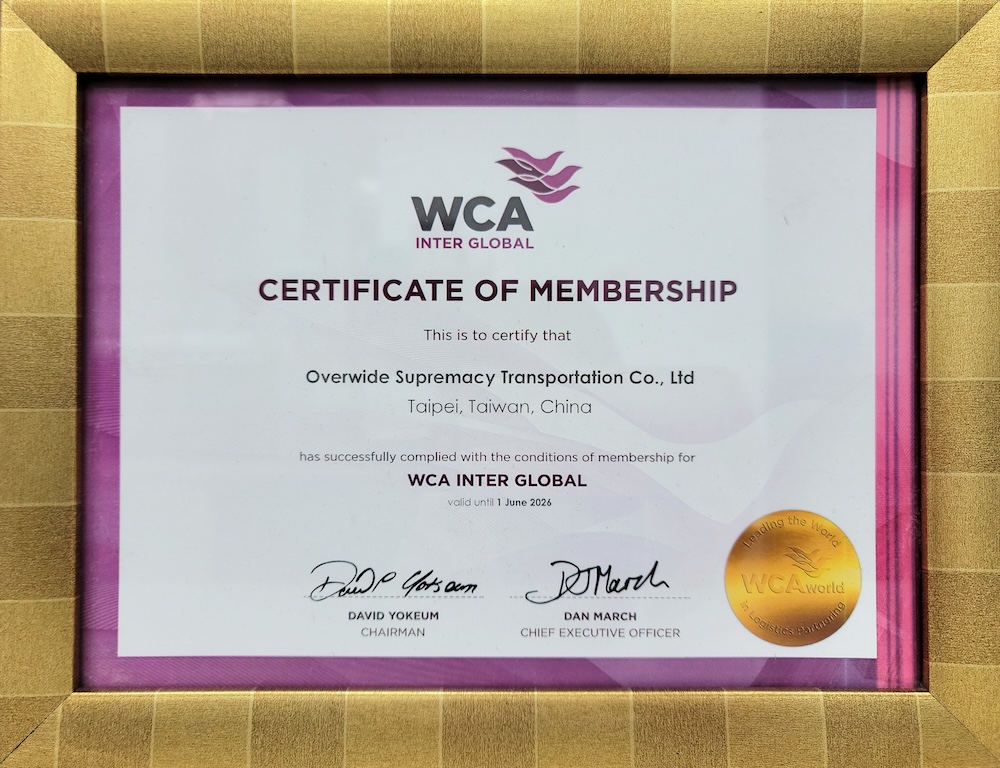 WCA
INTER GLOBAL
CERTIFICATE OF MEMBERSHIP
This is to certify that
Overwide Supremacy Transportation Co., Ltd
Taipei, Taiwan, China
has successfully complied with the conditions of membership for
WCA INTER GLOBAL
valid until 1 June 2026
DAVID YOKEUM
CHAIRMAN
DAN MARCH
CHIEF EXECUTIVE OFFICER
Leading the World
WCAworld
in Logistics Partnering